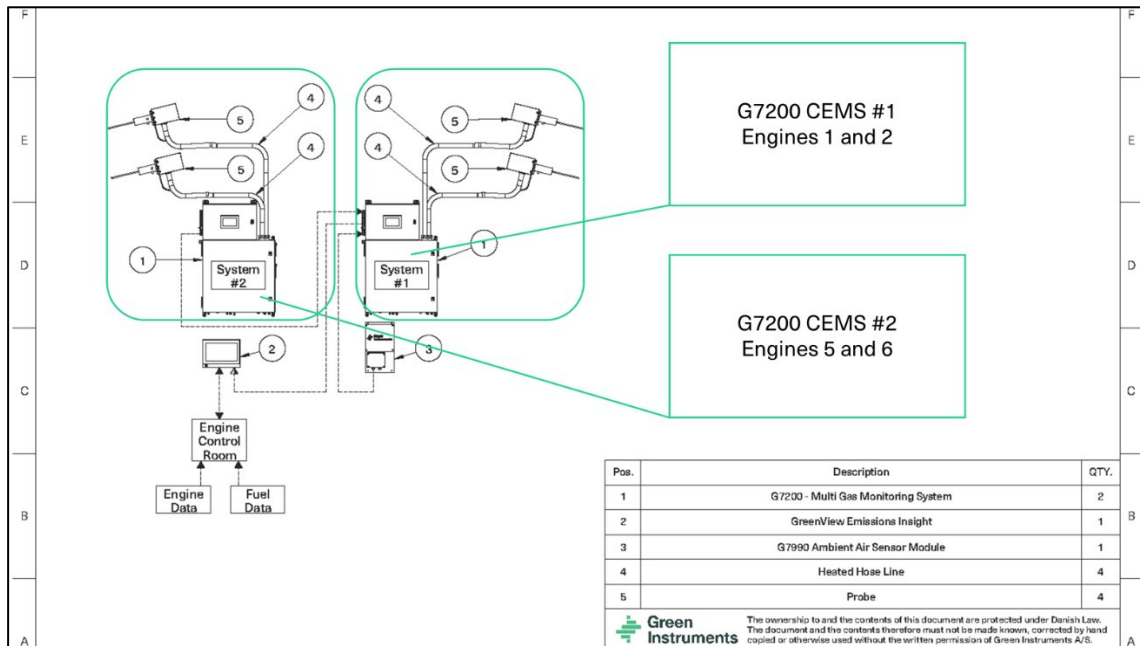 F
F
E
E
D
D
C
C
B
B
A
A
4
4
5
5
4
4
5
5
1
System
#2
System
#1
1
2
Green
Instruments
3
Engine
Control
Room
Engine
Data
Fuel
Data
G7200 CEMS #1
Engines 1 and 2
G7200 CEMS #2
Engines 5 and 6
Pos. Description QTY.
1 G7200 - Multi Gas Monitoring System 2
2 GreenView Emissions Insight 1
3 G7990 Ambient Air Sensor Module 1
4 Heated Hose Line 4
5 Probe 4
Green
Instruments
The ownership to and the contents of this document are protected under Danish Law.
The document and the contents therefore must not be made known, corrected by hand
copied or otherwise used without the written permission of Green Instruments A/S.